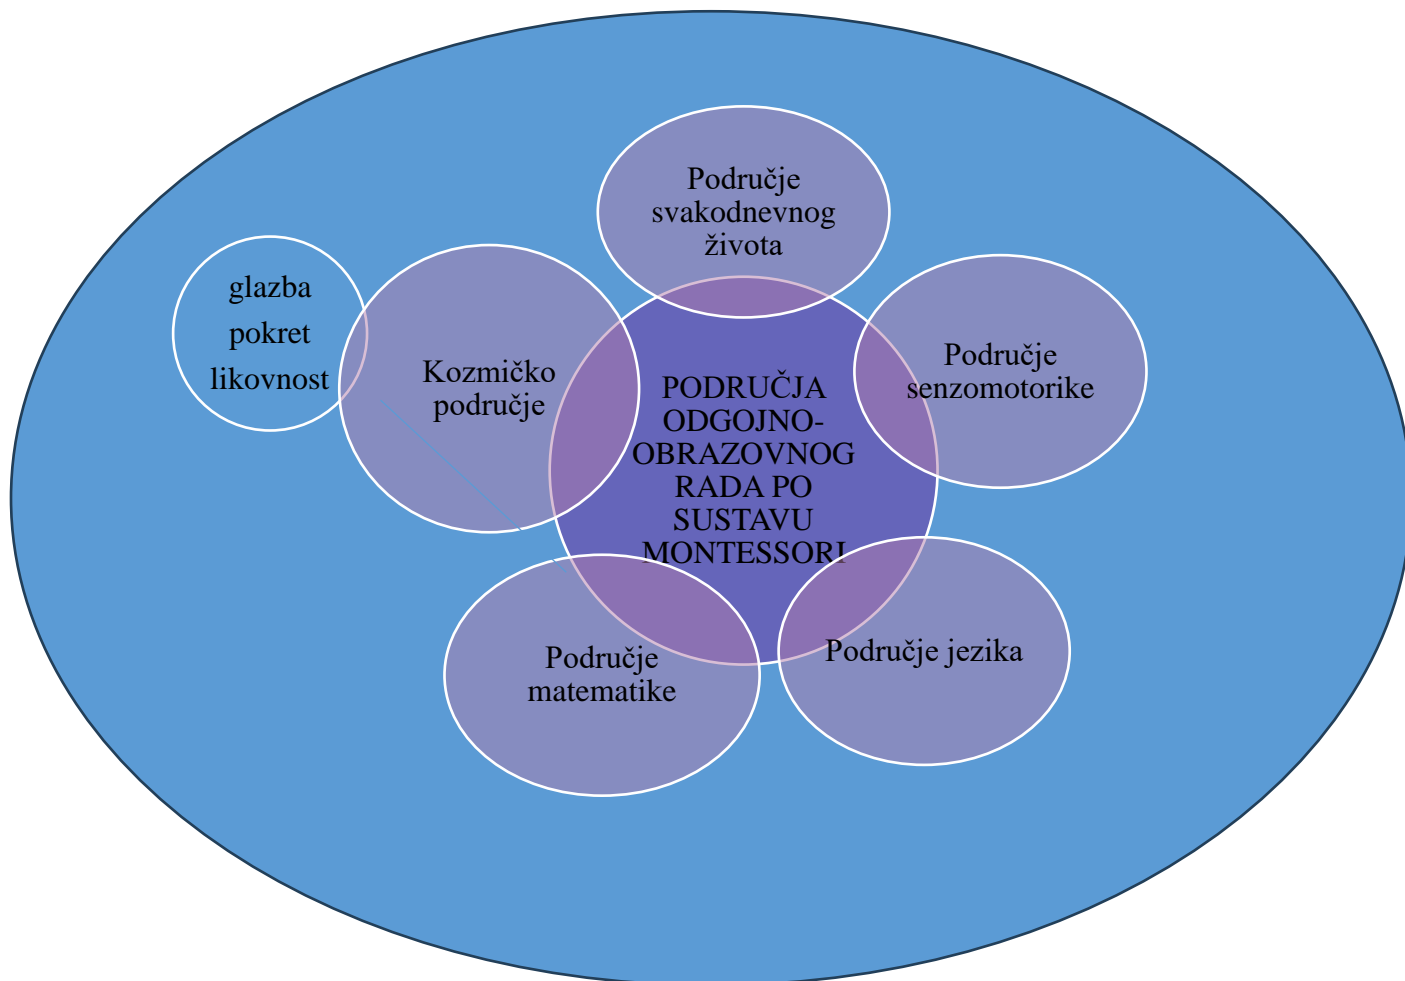 Područje
svakodnevnog
života
glazba
pokret
likovnost
Kozmičko
područje
PODRUČJA
ODGOJNO-
OBRAZOVNOG
RADA PO
SUSTAVU
MONTESSORI
Područje
senzomotorike
Područje
matematike
Područje jezika